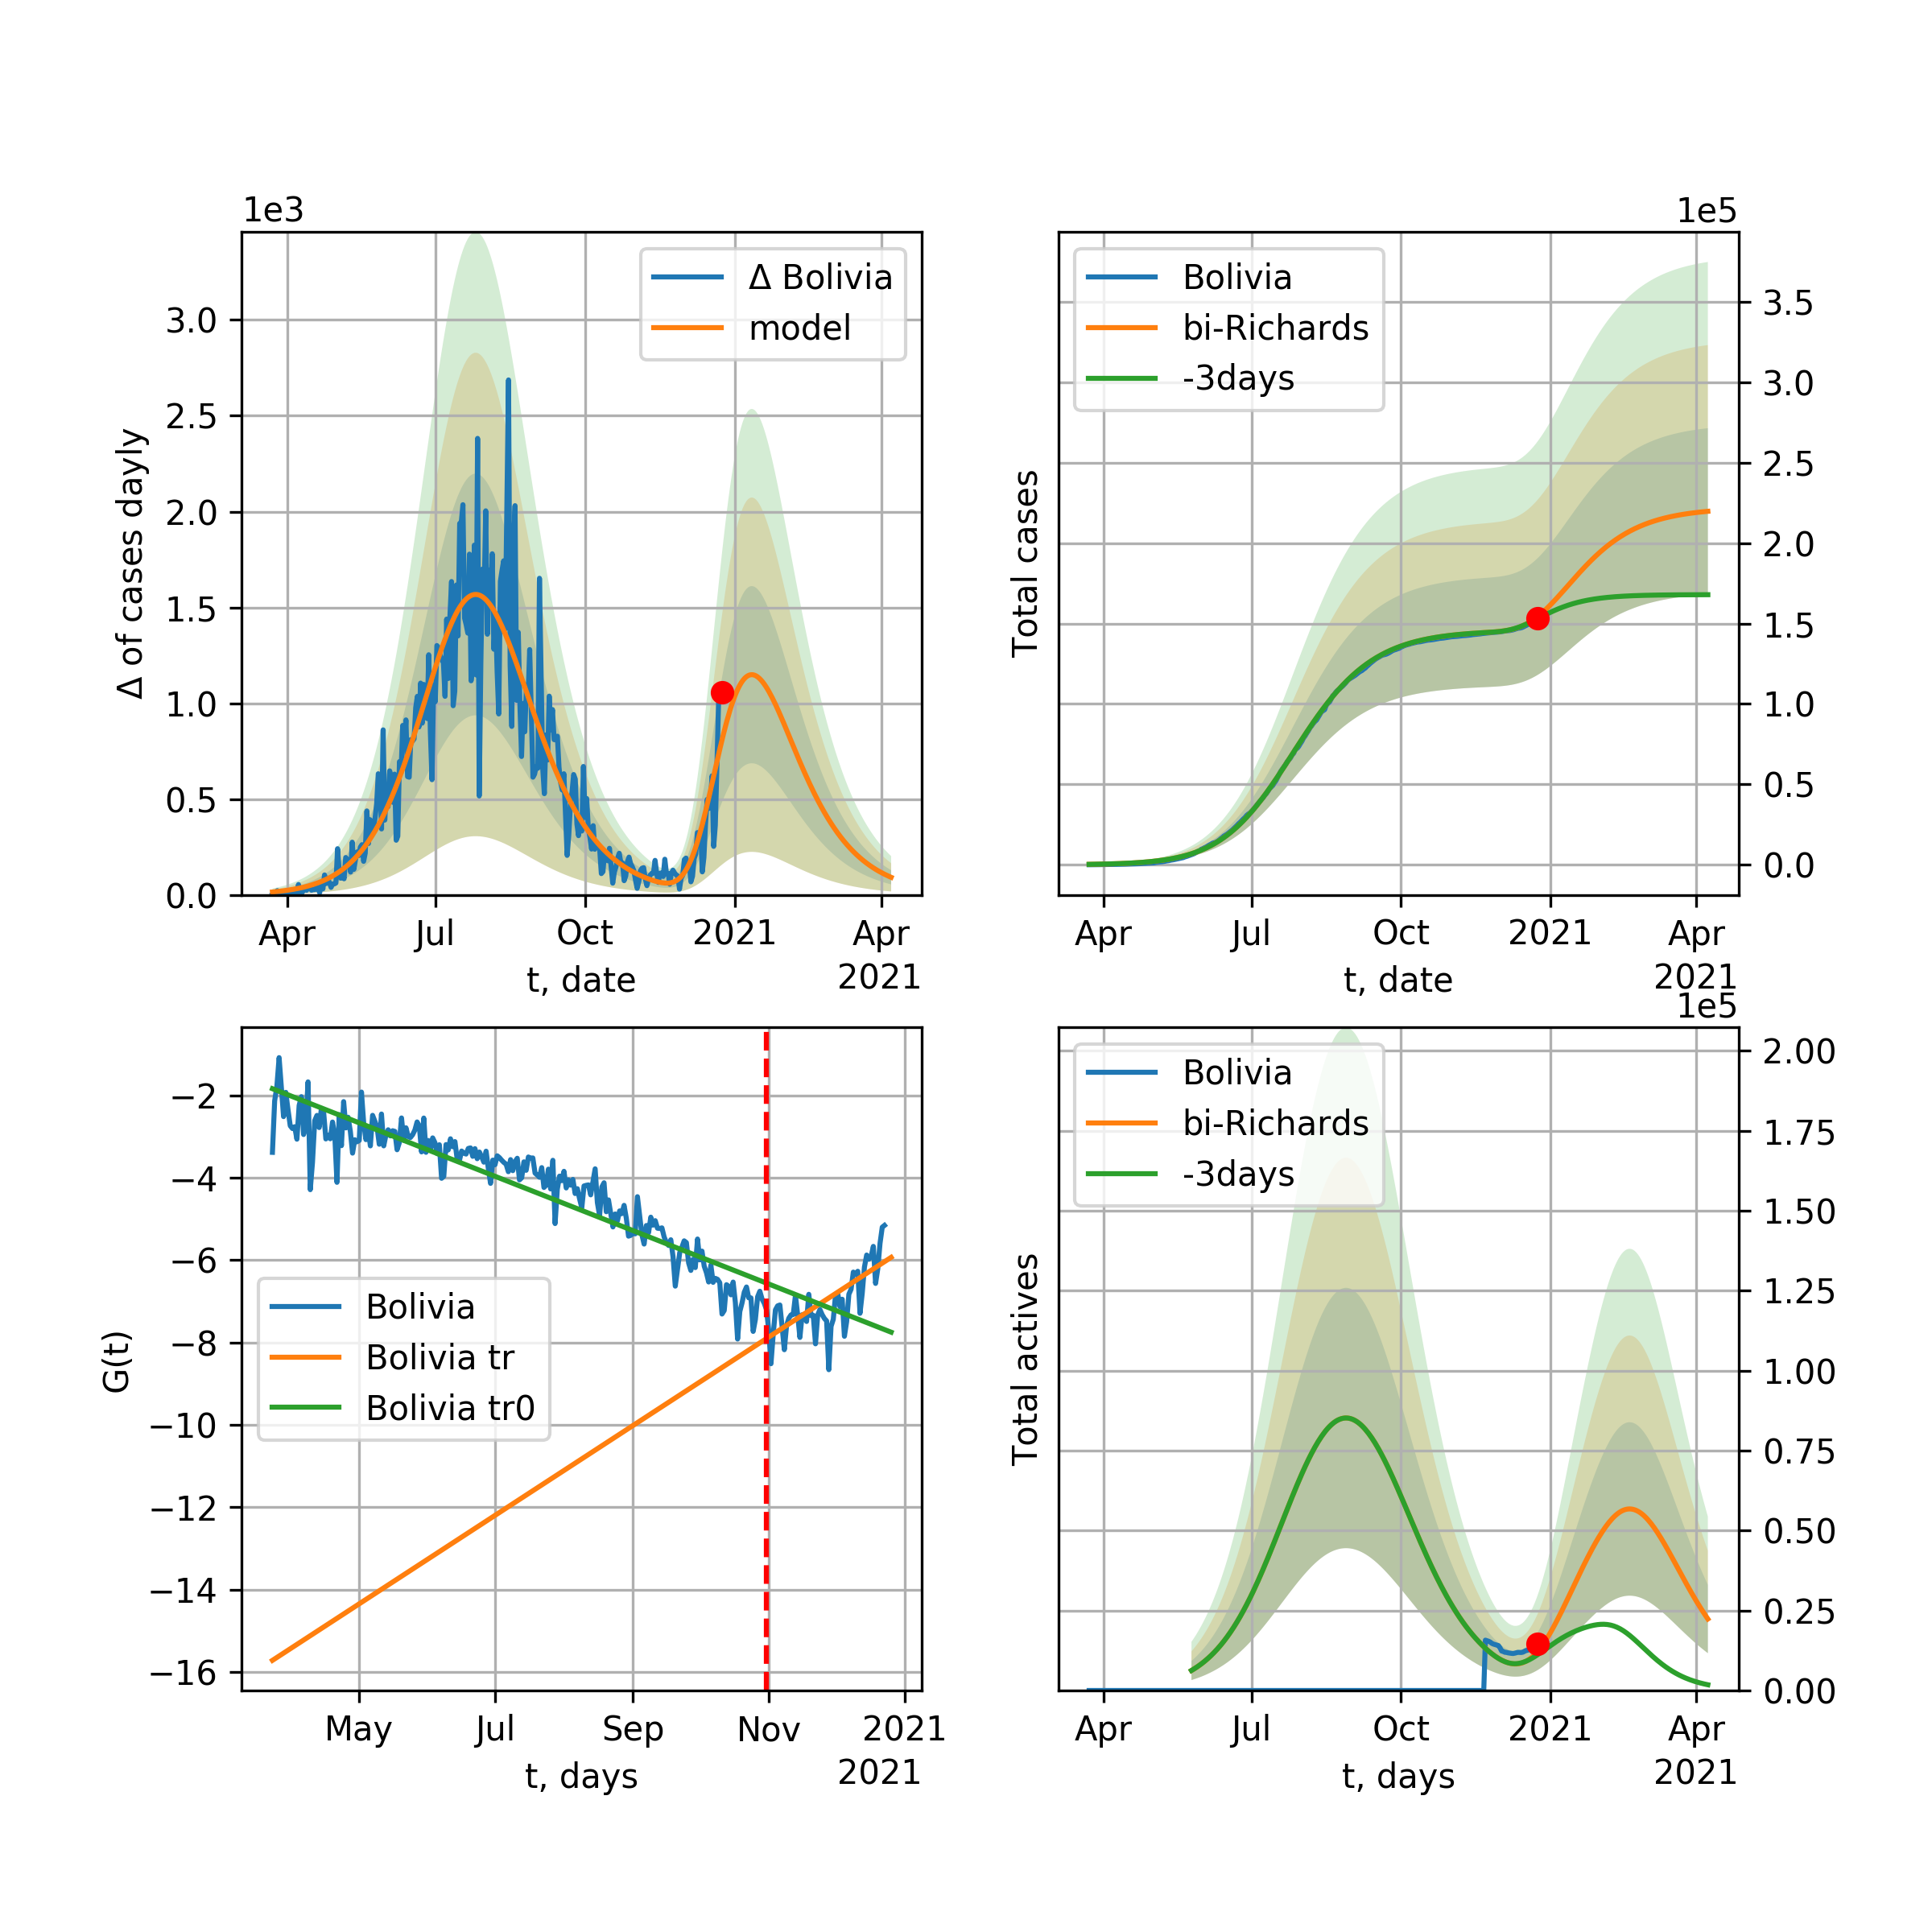 1e3
Δ of cases dayly
3.0
2.5
2.0
1.5
1.0
0.5
0.0
Δ Bolivia
model
Apr Jul Oct 2021 Apr
t, date 2021
1e5
Total cases
Bolivia
bi-Richards
-3days
3.5
3.0
2.5
2.0
1.5
1.0
0.5
0.0
Apr Jul Oct 2021 Apr
t, date 2021
G(t)
−2
−4
−6
−8
−10
−12
−14
−16
Bolivia
Bolivia tr
Bolivia tr0
May Jul Sep Nov 2021
t, days 2021
1e5
Total actives
Bolivia
bi-Richards
-3days
2.00
1.75
1.50
1.25
1.00
0.75
0.50
0.25
0.00
Apr Jul Oct 2021 Apr
t, days 2021